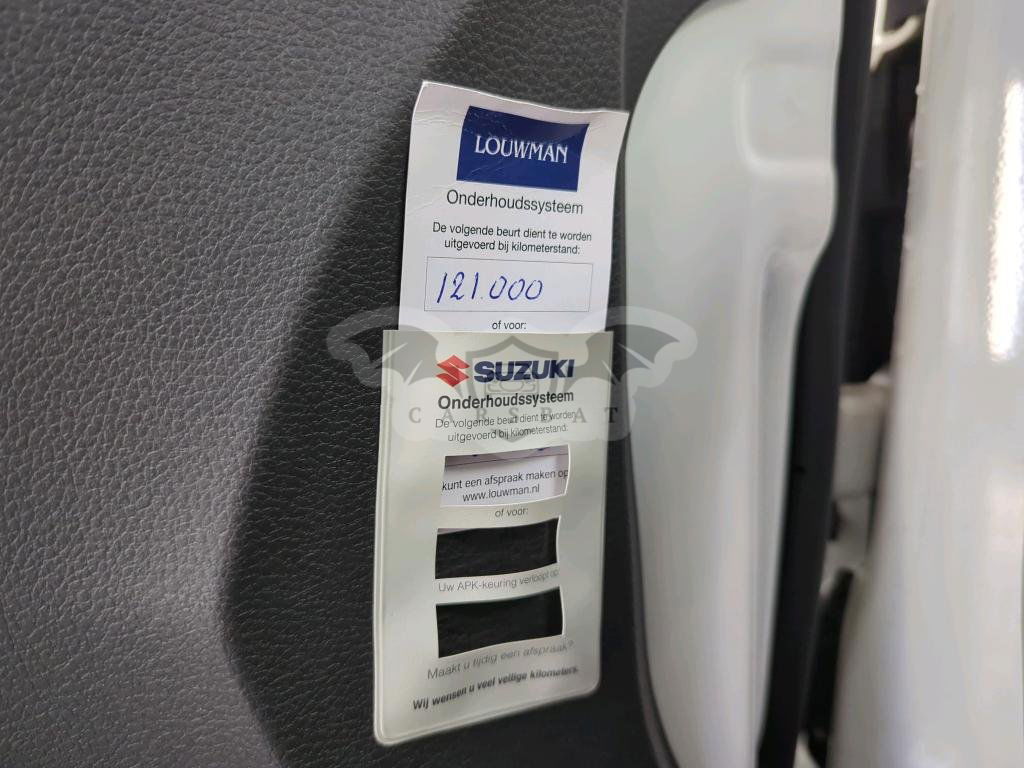 LOUWMAN
Onderhoudssysteem
De volgende beurt dient te worden
uitgevoerd bij kilometerstand:
121.000
of voor:
SUZUKI
Onderhoudssysteem
CARSBAT
De volgende beurt dient te worden
uitgevoerd bij kilometerstand:
kunt een afspraak maken op
www.louwman.nl
of voor:
Uw APK-keuring verloopt op
Maakt u tijdig een afspraak?
Wij wensen u veel veilige kilometers.